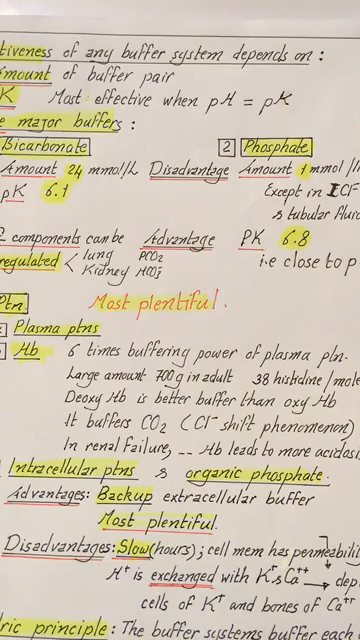 tiveness of any buffer system depends on :
mount of buffer pair
K Most effective when pH = pK
e major buffers :
Bicarbonate 2 Phosphate
Amount 24 mmol/L Disadvantage Amount 1 mmol/li
pK 6.1 Except in ICF
& tubular fluid
2 components can be Advantage PK 6.8
regulated < lung PCO2
Kidney HCO3⁻ i.e close to p
Ptn. Most plentiful.
Plasma ptns
Hb 6 times buffering power of plasma ptn.
Large amount 700g in adult 38 histidine/mole
Deoxy Hb is better buffer than oxy Hb
It buffers CO2 (Cl⁻ shift phenomenon)
In renal failure, -- Hb leads to more acidosi
Intracellular ptns & organic phosphate.
Advantages: Backup extracellular buffer
Most plentiful.
Disadvantages: Slow(hours); cell mem has permeabili
H⁺ is exchanged with K⁺ & Ca⁺⁺ → dep
cells of K⁺ and bones of Ca⁺⁺
ric principle: The buffer systems buffer each